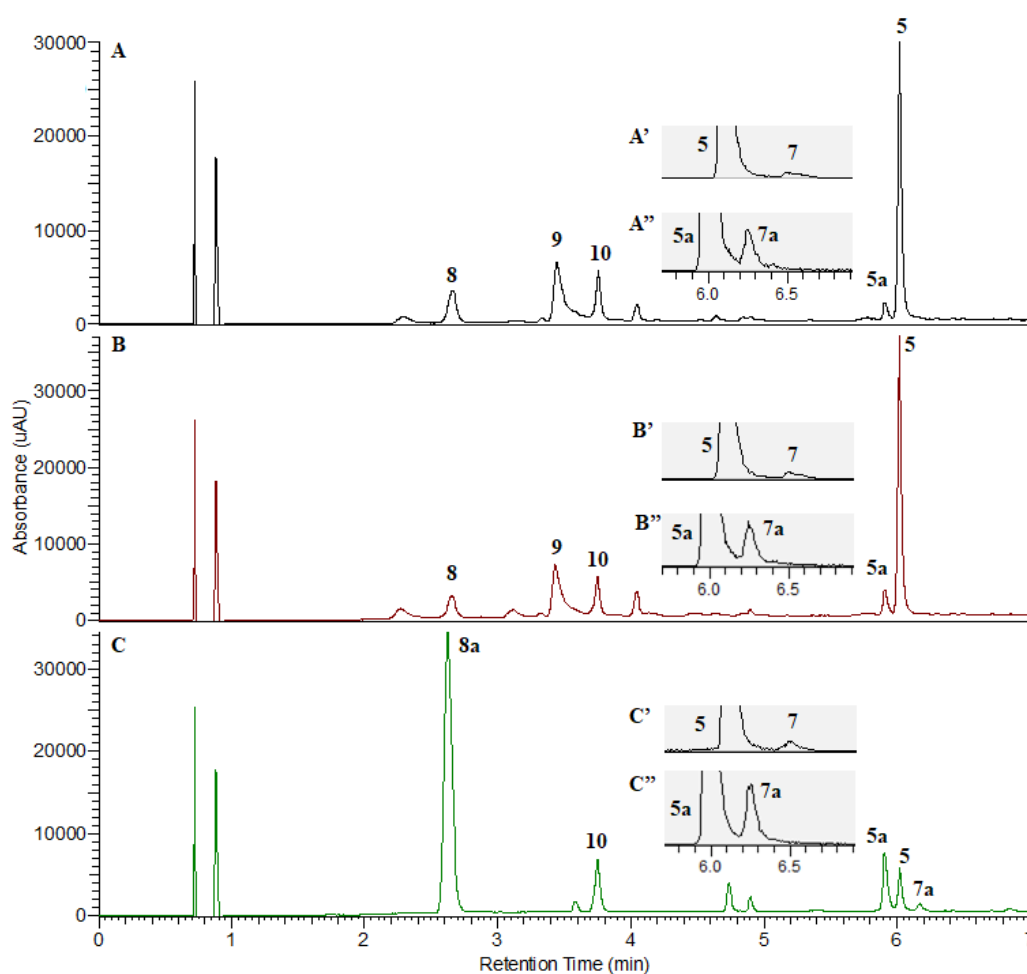 A
30000
20000
10000
0
8
9
10
5a
5
A’
5
7
A”
5a
7a
6.0
6.5
B
30000
20000
10000
0
8
9
10
5a
5
B’
5
7
B”
5a
7a
6.0
6.5
C
30000
20000
10000
0
8a
10
5a
5
7a
C’
5
7
C”
5a
7a
6.0
6.5
Absorbance (uAU)
0
1
2
3
4
5
6
Retention Time (min)